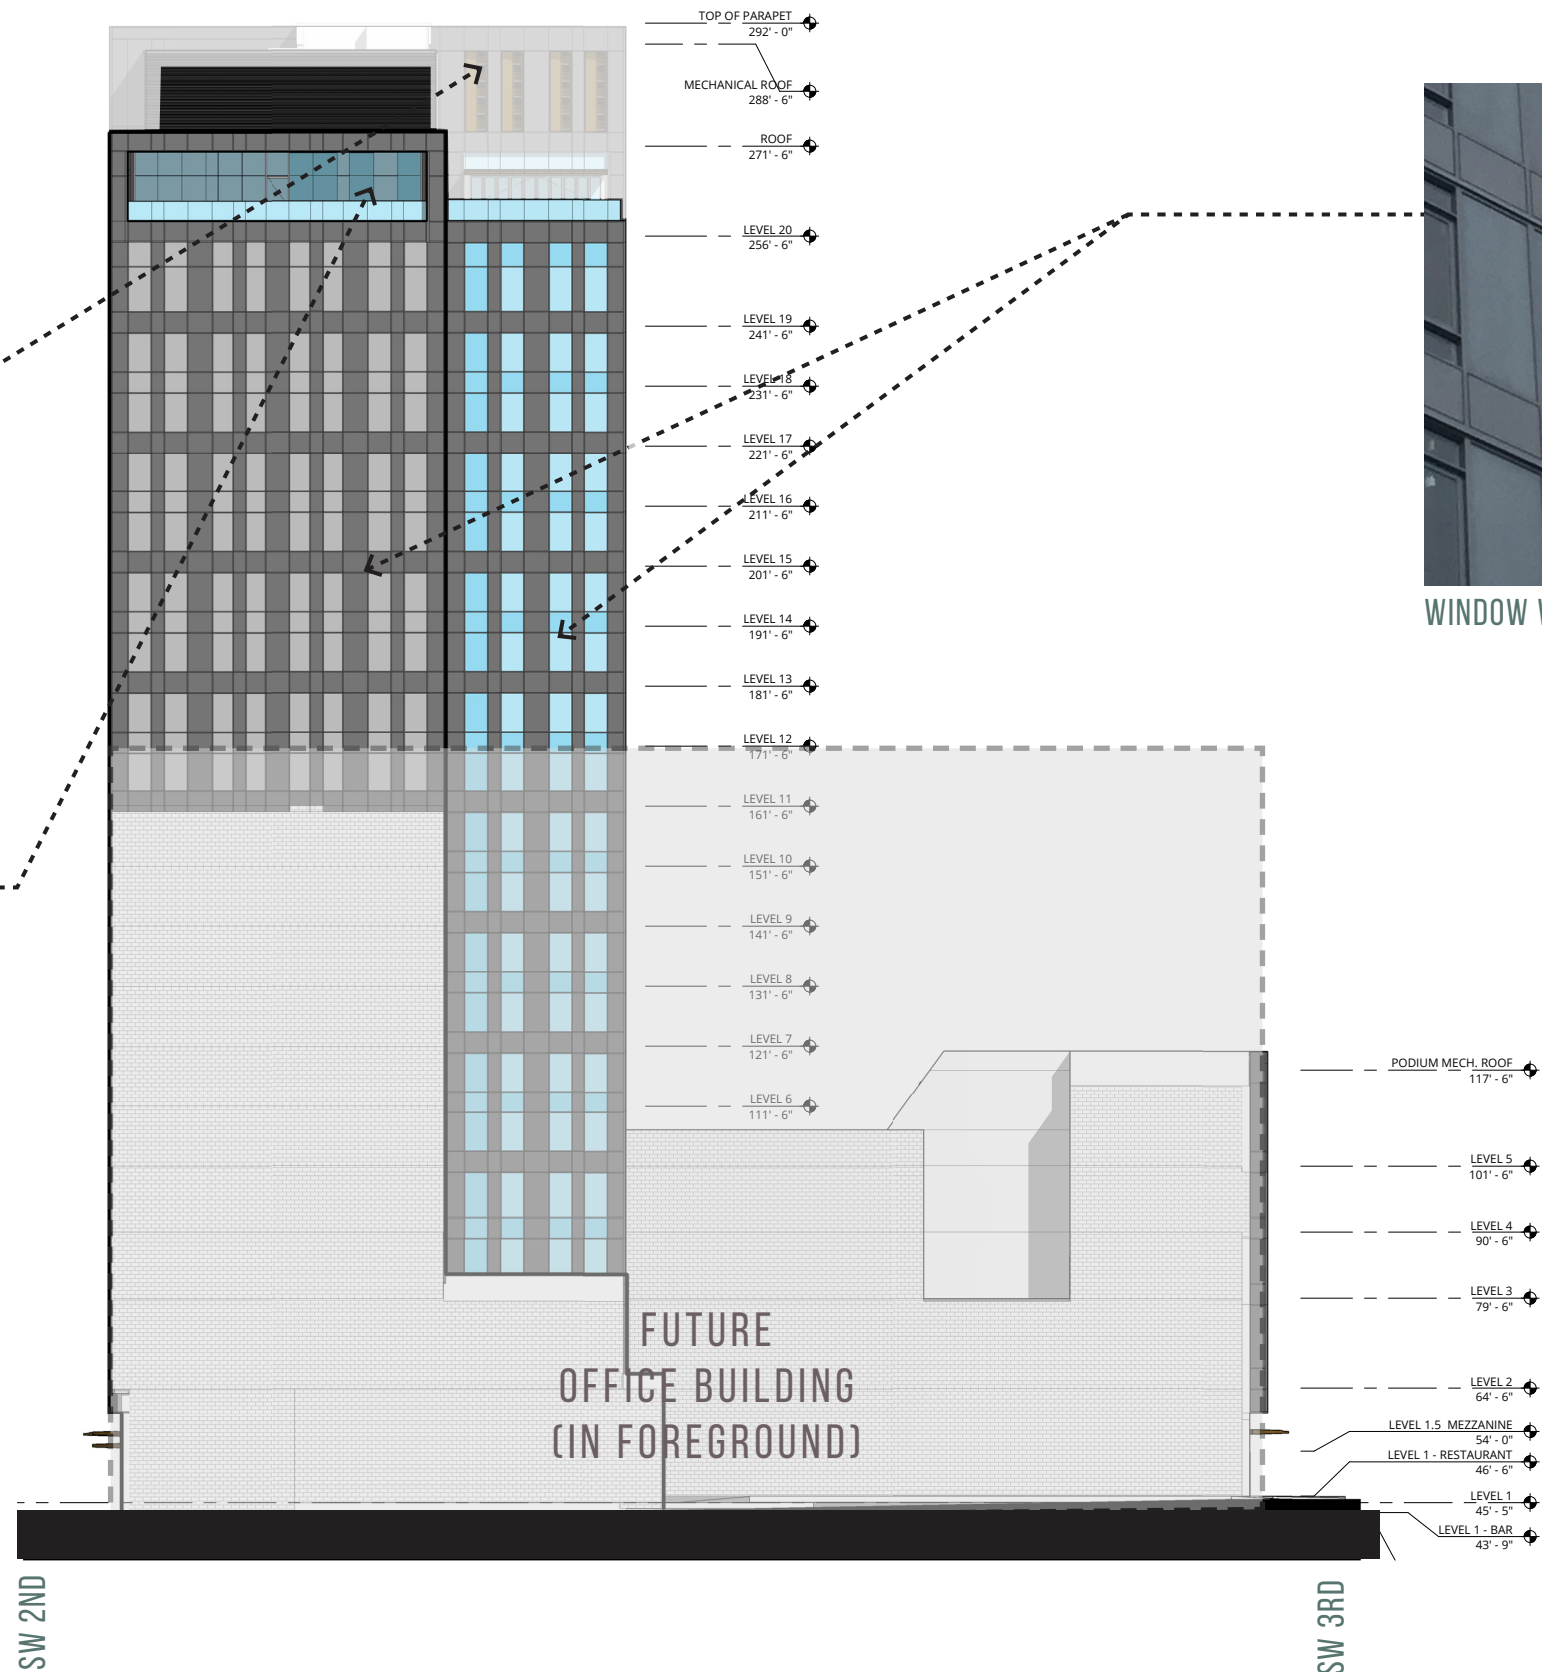 TOP OF PARAPET
292' - 0"
MECHANICAL ROOF
288' - 6"
ROOF
271' - 6"
LEVEL 20
256' - 6"
LEVEL 19
241' - 6"
LEVEL 18
231' - 6"
LEVEL 17
221' - 6"
LEVEL 16
211' - 6"
LEVEL 15
201' - 6"
LEVEL 14
191' - 6"
LEVEL 13
181' - 6"
LEVEL 12
171' - 6"
LEVEL 11
161' - 6"
LEVEL 10
151' - 6"
LEVEL 9
141' - 6"
LEVEL 8
131' - 6"
LEVEL 7
121' - 6"
LEVEL 6
111' - 6"
WINDOW
PODIUM MECH. ROOF
117' - 6"
LEVEL 5
101' - 6"
LEVEL 4
90' - 6"
LEVEL 3
79' - 6"
LEVEL 2
64' - 6"
LEVEL 1.5 MEZZANINE
54' - 0"
LEVEL 1 - RESTAURANT
46' - 6"
LEVEL 1
45' - 5"
LEVEL 1 - BAR
43' - 9"
FUTURE
OFFICE BUILDING
(IN FOREGROUND)
SW 2ND
SW 3RD